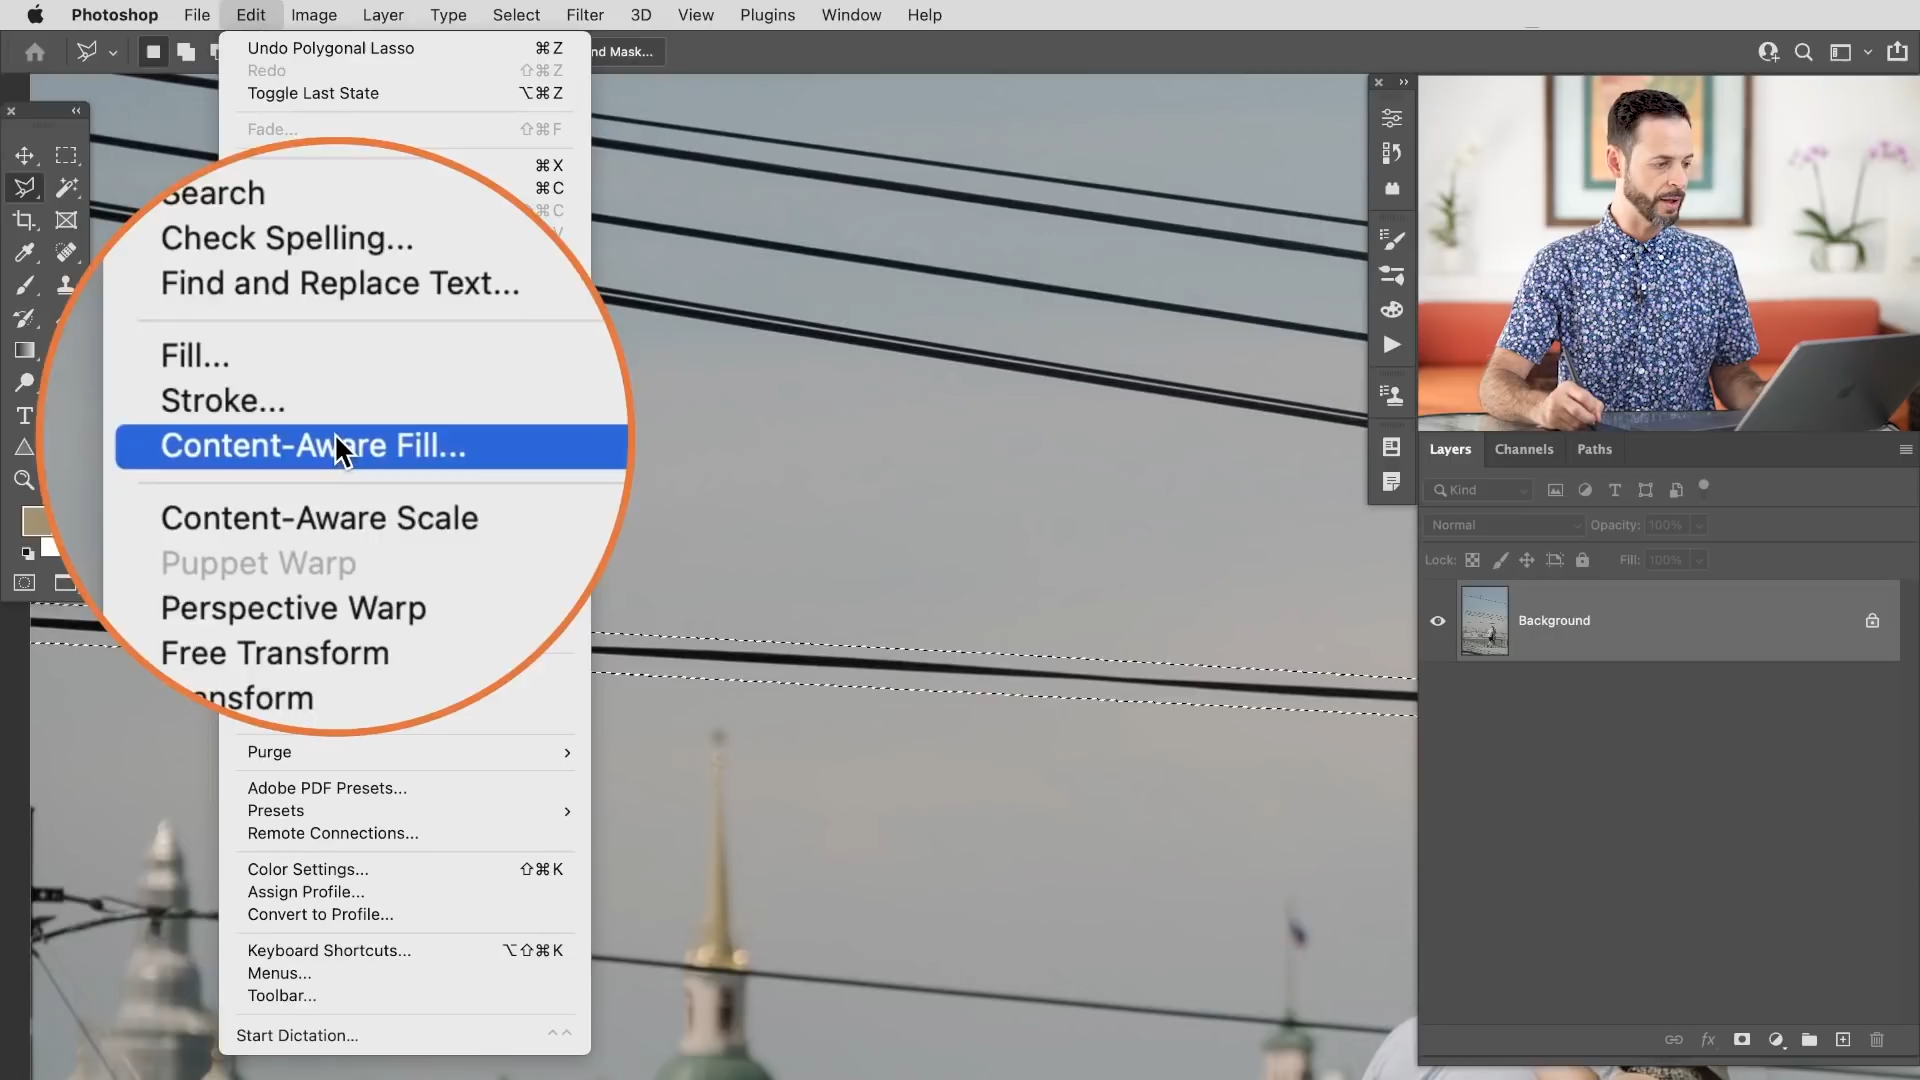 Photoshop File Edit Image Layer Type Select Filter 3D View Plugins Window Help
nd Mask...
Undo Polygonal Lasso ⌘Z
Redo ⇧⌘Z
Toggle Last State ⌥⌘Z
Fade... ⇧⌘F
⌘X
⌘C
⇧⌘C
Search
Check Spelling...
Find and Replace Text...
Fill...
Stroke...
Content-Aware Fill...
Content-Aware Scale
Puppet Warp
Perspective Warp
Free Transform
ansform
Purge
Adobe PDF Presets...
Presets
Remote Connections...
Color Settings... ⇧⌘K
Assign Profile...
Convert to Profile...
Keyboard Shortcuts... ⌥⇧⌘K
Menus...
Toolbar...
Start Dictation...
Layers Channels Paths
Kind
Normal Opacity: 100%
Lock: Fill: 100%
Background
fx